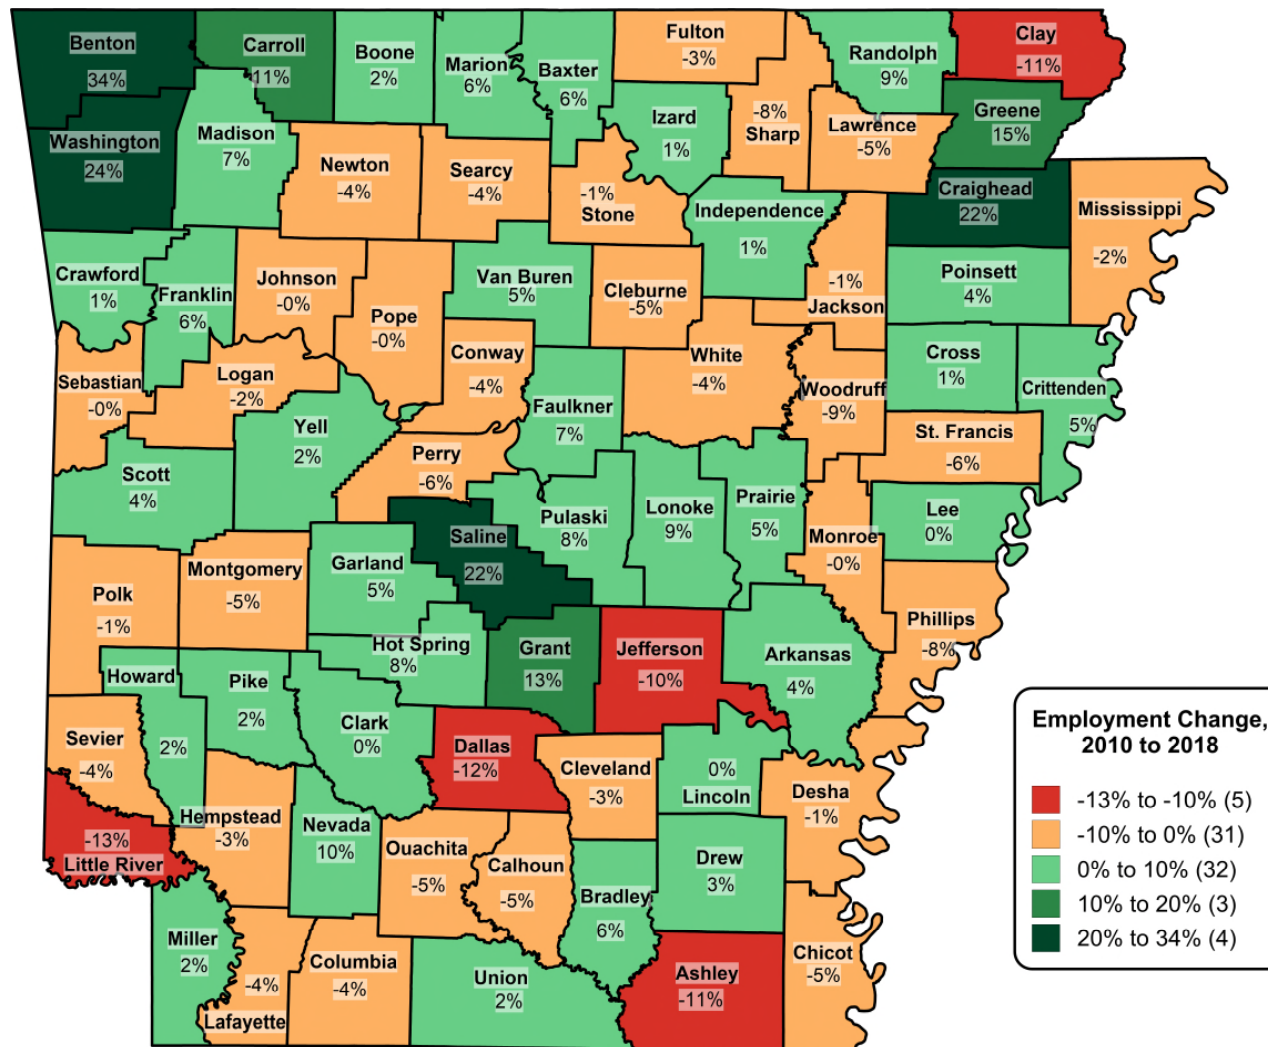 Benton
34%
Carroll
11%
Boone
2%
Marion
6%
Baxter
6%
Fulton
-3%
Randolph
9%
Clay
-11%
Washington
24%
Madison
7%
Newton
-4%
Searcy
-4%
-1%
Stone
Izard
1%
-8%
Sharp
Lawrence
-5%
Greene
15%
Craighead
22%
Mississippi
-2%
Independence
1%
Crawford
1%
Franklin
6%
Johnson
-0%
Pope
-0%
Van Buren
5%
Cleburne
-5%
-1%
Jackson
Poinsett
4%
Sebastian
-0%
Logan
-2%
Conway
-4%
White
-4%
Woodruff
-9%
Cross
1%
Crittenden
5%
Yell
2%
Faulkner
7%
St. Francis
-6%
Scott
4%
Perry
-6%
Saline
22%
Pulaski
8%
Lonoke
9%
Prairie
5%
Monroe
-0%
Lee
0%
Polk
-1%
Montgomery
-5%
Garland
5%
Hot Spring
8%
Grant
13%
Jefferson
-10%
Arkansas
4%
Phillips
-8%
Howard
2%
Pike
2%
Clark
0%
Dallas
-12%
Cleveland
-3%
0%
Lincoln
Desha
-1%
Sevier
-4%
-13%
Little River
Hempstead
-3%
Nevada
10%
Ouachita
-5%
Calhoun
-5%
Bradley
6%
Drew
3%
Miller
2%
-4%
Lafayette
Columbia
-4%
Union
2%
Ashley
-11%
Chicot
-5%
Employment Change,
2010 to 2018
-13% to -10% (5)
-10% to 0% (31)
0% to 10% (32)
10% to 20% (3)
20% to 34% (4)